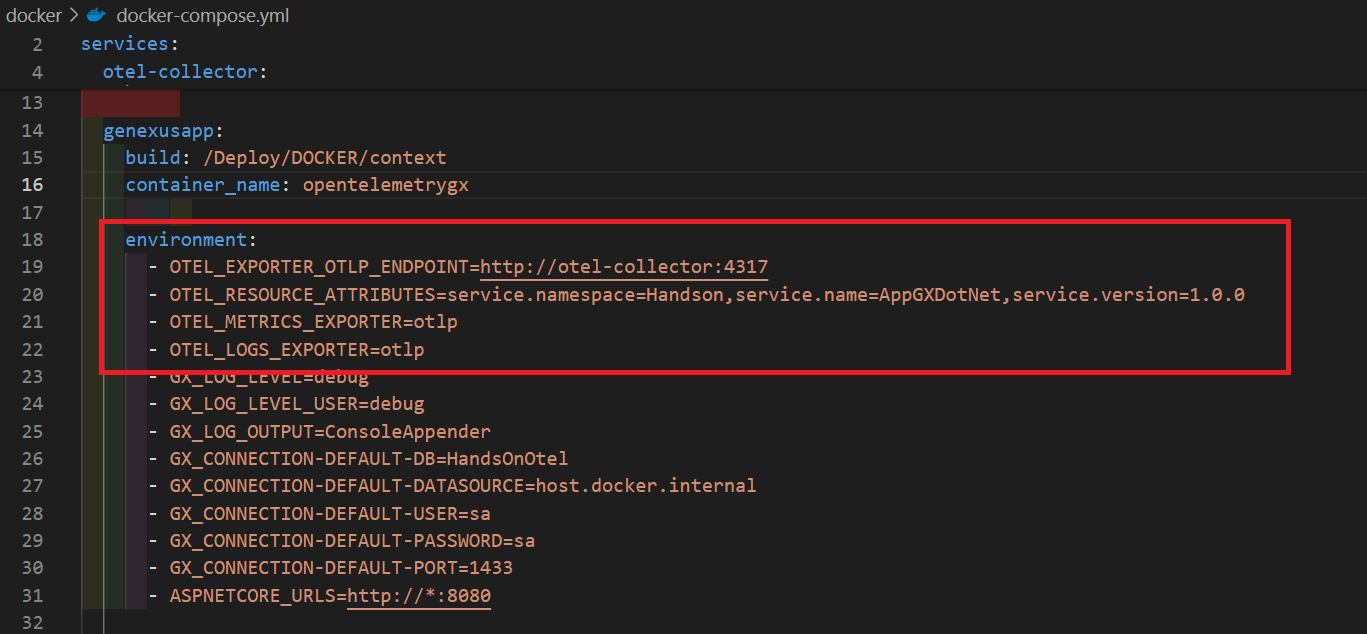 docker > docker-compose.yml
2 services:
4 otel-collector:
13
14 genexusapp:
15 build: /Deploy/DOCKER/context
16 container_name: opentelemetrygx
17
18 environment:
19 - OTEL_EXPORTER_OTLP_ENDPOINT=http://otel-collector:4317
20 - OTEL_RESOURCE_ATTRIBUTES=service.namespace=Handson,service.name=AppGXDotNet,service.version=1.0.0
21 - OTEL_METRICS_EXPORTER=otlp
22 - OTEL_LOGS_EXPORTER=otlp
23 - GX_LOG_LEVEL=debug
24 - GX_LOG_LEVEL_USER=debug
25 - GX_LOG_OUTPUT=ConsoleAppender
26 - GX_CONNECTION-DEFAULT-DB=HandsOnOtel
27 - GX_CONNECTION-DEFAULT-DATASOURCE=host.docker.internal
28 - GX_CONNECTION-DEFAULT-USER=sa
29 - GX_CONNECTION-DEFAULT-PASSWORD=sa
30 - GX_CONNECTION-DEFAULT-PORT=1433
31 - ASPNETCORE_URLS=http://*:8080
32